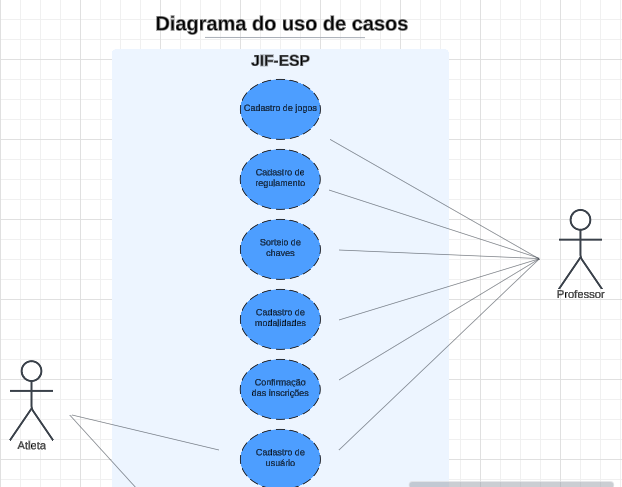 Diagrama do uso de casos
JIF-ESP
Cadastro de jogos
Cadastro de
regulamento
Sorteio de
chaves
Professor
Cadastro de
modalidades
Confirmação
das inscrições
Atleta
Cadastro de
usuário